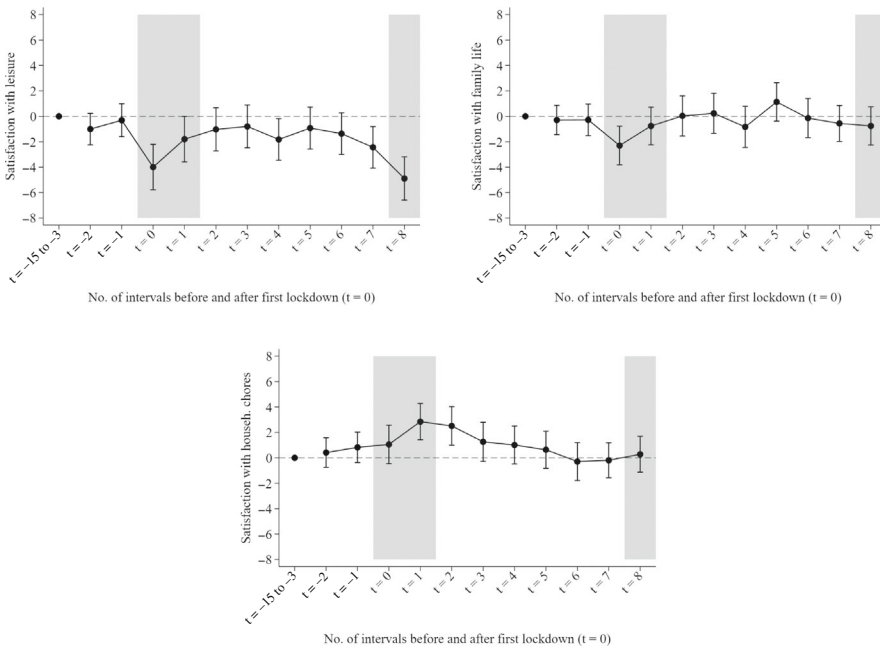 Satisfaction with leisure
8
6
4
2
0
−2
−4
−6
−8
t = −15 to −3
t = −2
t = −1
t = 0
t = 1
t = 2
t = 3
t = 4
t = 5
t = 6
t = 7
t = 8
No. of intervals before and after first lockdown (t = 0)
Satisfaction with family life
8
6
4
2
0
−2
−4
−6
−8
t = −15 to −3
t = −2
t = −1
t = 0
t = 1
t = 2
t = 3
t = 4
t = 5
t = 6
t = 7
t = 8
No. of intervals before and after first lockdown (t = 0)
Satisfaction with househ. chores
8
6
4
2
0
−2
−4
−6
−8
t = −15 to −3
t = −2
t = −1
t = 0
t = 1
t = 2
t = 3
t = 4
t = 5
t = 6
t = 7
t = 8
No. of intervals before and after first lockdown (t = 0)